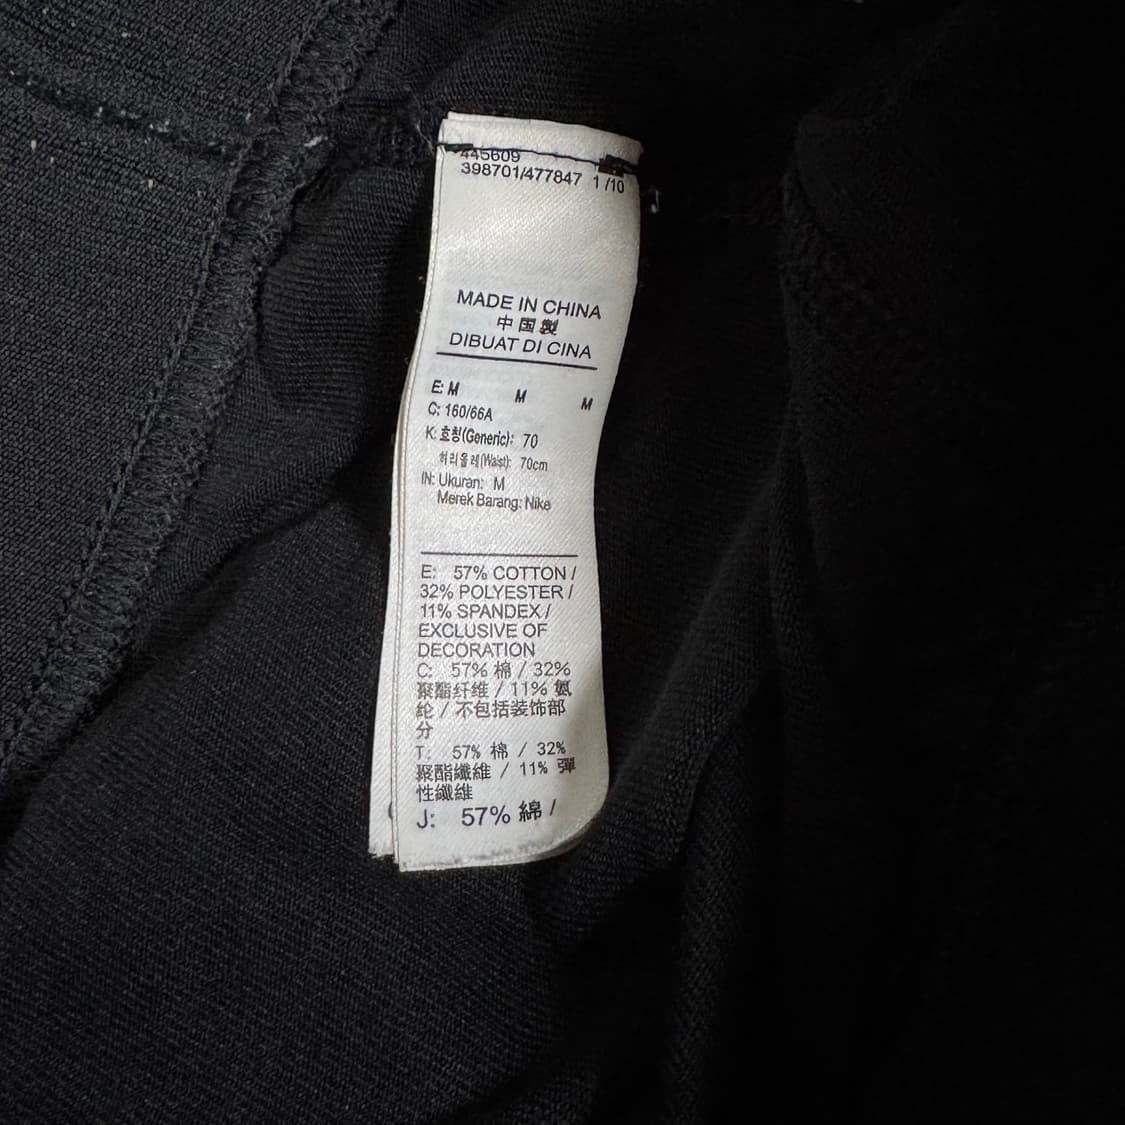 445609
398701/477847 1/10
MADE IN CHINA
中国製
DIBUAT DI CINA
E: M M M
C: 160/66A
K: 호칭(Generic): 70
허리둘레(Waist): 70cm
IN: Ukuran: M
Merek Barang: Nike
E: 57% COTTON /
32% POLYESTER /
11% SPANDEX /
EXCLUSIVE OF
DECORATION
C: 57% 棉 / 32%
聚酯纤维 / 11% 氨
纶 / 不包括装饰部
分
T: 57% 棉 / 32%
聚酯纖維 / 11% 彈
性纖維
J: 57% 綿 /